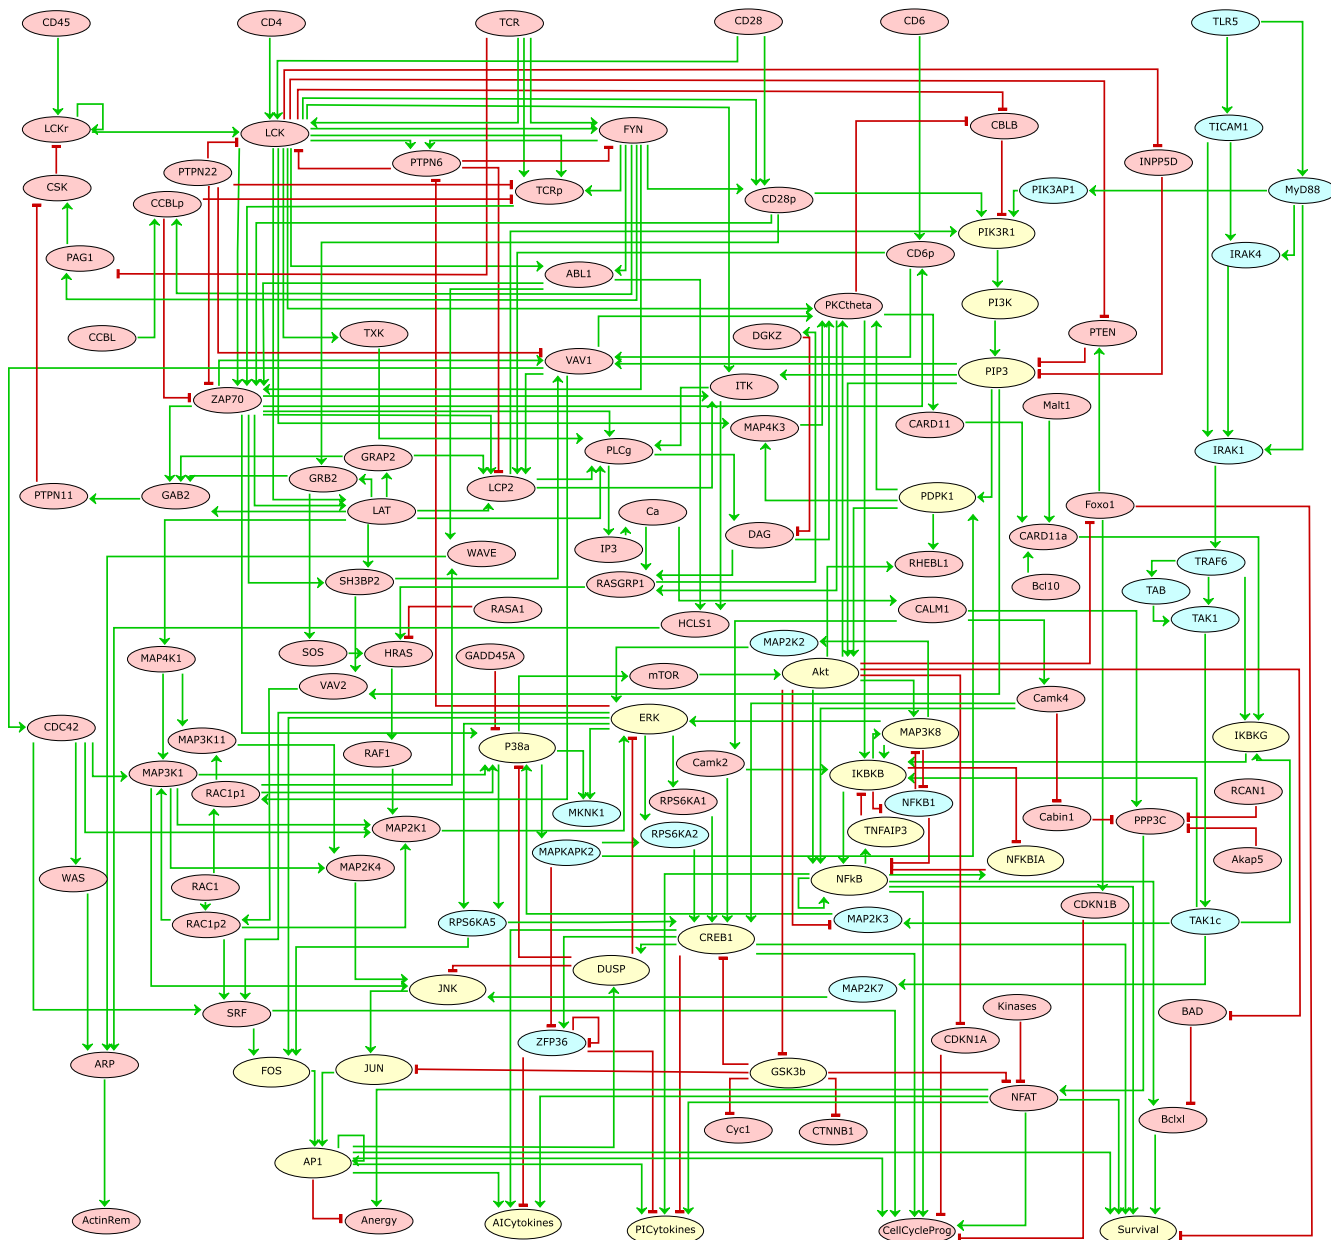 CD45
CD4
TCR
CD28
CD6
TLR5
LCKr
LCK
FYN
CBLB
TICAM1
PTPN22
PTPN6
INPP5D
CSK
CCBLp
TCRp
CD28p
PIK3AP1
MyD88
PIK3R1
PAG1
ABL1
CD6p
IRAK4
PKCtheta
PI3K
CCBL
TXK
DGKZ
PTEN
VAV1
PIP3
ZAP70
ITK
Malt1
MAP4K3
CARD11
GRAP2
PLCg
IRAK1
GRB2
PTPN11
GAB2
LCP2
PDPK1
Foxo1
LAT
Ca
DAG
CARD11a
WAVE
IP3
RHEBL1
TRAF6
SH3BP2
RASGRP1
Bcl10
TAB
RASA1
CALM1
TAK1
HCLS1
MAP2K2
SOS
HRAS
GADD45A
MAP4K1
mTOR
Akt
VAV2
Camk4
CDC42
ERK
MAP3K11
RAF1
P38a
MAP3K8
IKBKG
MAP3K1
Camk2
IKBKB
RAC1p1
RPS6KA1
NFKB1
RCAN1
MKNK1
Cabin1
PPP3C
MAP2K1
RPS6KA2
TNFAIP3
MAPKAPK2
NFKBIA
Akap5
WAS
MAP2K4
RAC1
NFkB
CDKN1B
RAC1p2
RPS6KA5
MAP2K3
TAK1c
CREB1
DUSP
JNK
MAP2K7
SRF
Kinases
BAD
ZFP36
CDKN1A
ARP
FOS
JUN
GSK3b
NFAT
Cyc1
CTNNB1
Bclxl
AP1
ActinRem
Anergy
AICytokines
PICytokines
CellCycleProg
Survival